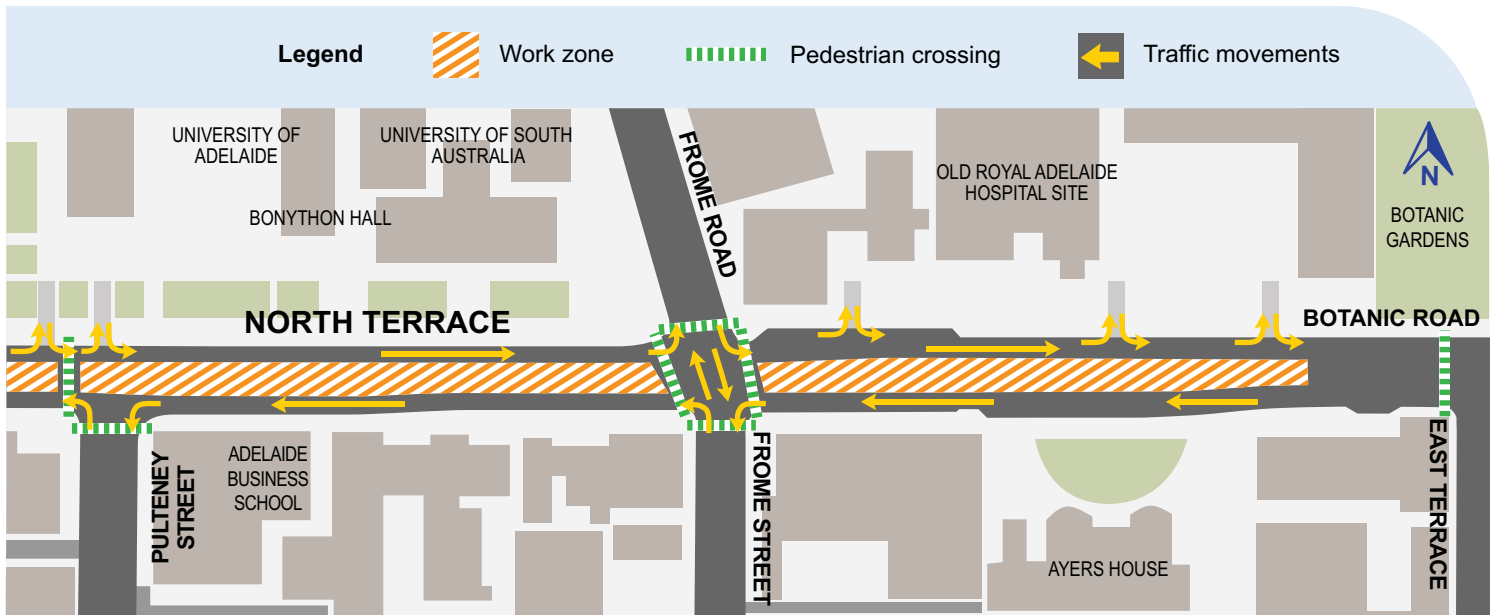 Legend
Work zone
Pedestrian crossing
Traffic movements
UNIVERSITY OF
ADELAIDE
UNIVERSITY OF SOUTH
AUSTRALIA
BONYTHON HALL
FROME ROAD
OLD ROYAL ADELAIDE
HOSPITAL SITE
N
BOTANIC
GARDENS
NORTH TERRACE
BOTANIC ROAD
PULTENEY
STREET
ADELAIDE
BUSINESS
SCHOOL
FROME STREET
AYERS HOUSE
EAST TERRACE